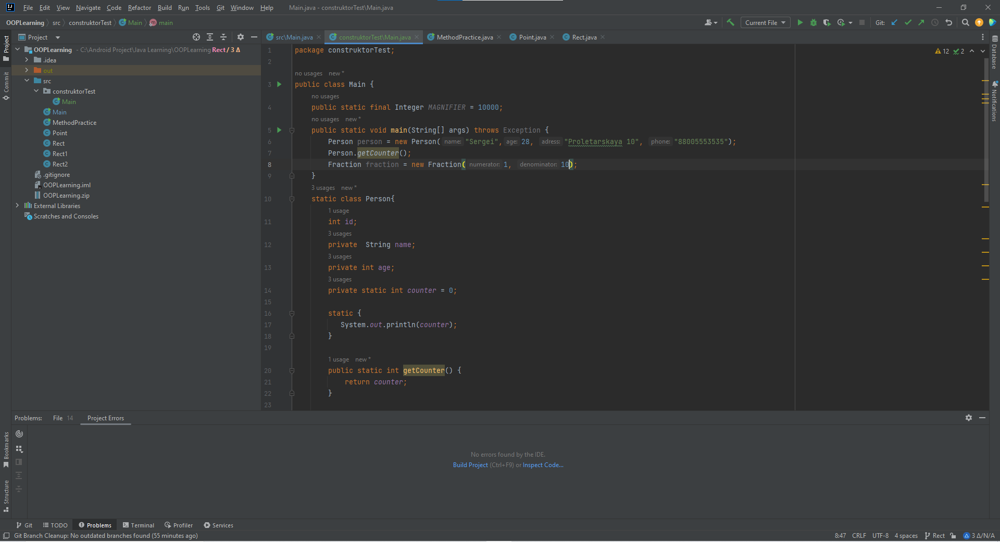 File Edit View Navigate Code Refactor Build Run Tools Git Window Help Main.java - construktorTest\Main.java
OOPLearning src construktorTest Main main
Current File
Git:
Project
src\Main.java
construktorTest\Main.java
MethodPractice.java
Point.java
Rect.java
Project
Commit
Bookmarks
Structure
OOPLearning - C:\Android Project\Java Learning\OOPLearning Rect / 3 Δ
.idea
out
src
construktorTest
Main
Main
MethodPractice
Point
Rect
Rect1
Rect2
.gitignore
OOPLearning.iml
OOPLearning.zip
External Libraries
Scratches and Consoles
12 2
1 package construktorTest;
2
no usages new *
3 public class Main {
no usages
4 public static final Integer MAGNIFIER = 10000;
no usages new *
5 public static void main(String[] args) throws Exception {
6 Person person = new Person( name: "Sergei", age: 28, adress: "Proletarskaya 10", phone: "88005553535");
7 Person.getCounter();
8 Fraction fraction = new Fraction( numerator: 1, denominator: 10);
9 }
3 usages new *
10 static class Person{
1 usage
11 int id;
3 usages
12 private  String name;
3 usages
13 private int age;
3 usages
14 private static int counter = 0;
15
16 static {
17 System.out.println(counter);
18 }
19
1 usage new *
20 public static int getCounter() {
21 return counter;
22 }
23
Database
Notifications
Problems: File 14 Project Errors
No errors found by the IDE.
Build Project (Ctrl+F9) or Inspect Code...
Git TODO Problems Terminal Profiler Services
Git Branch Cleanup: No outdated branches found (55 minutes ago)
8:47 CRLF UTF-8 4 spaces Rect 3 Δ/N/A